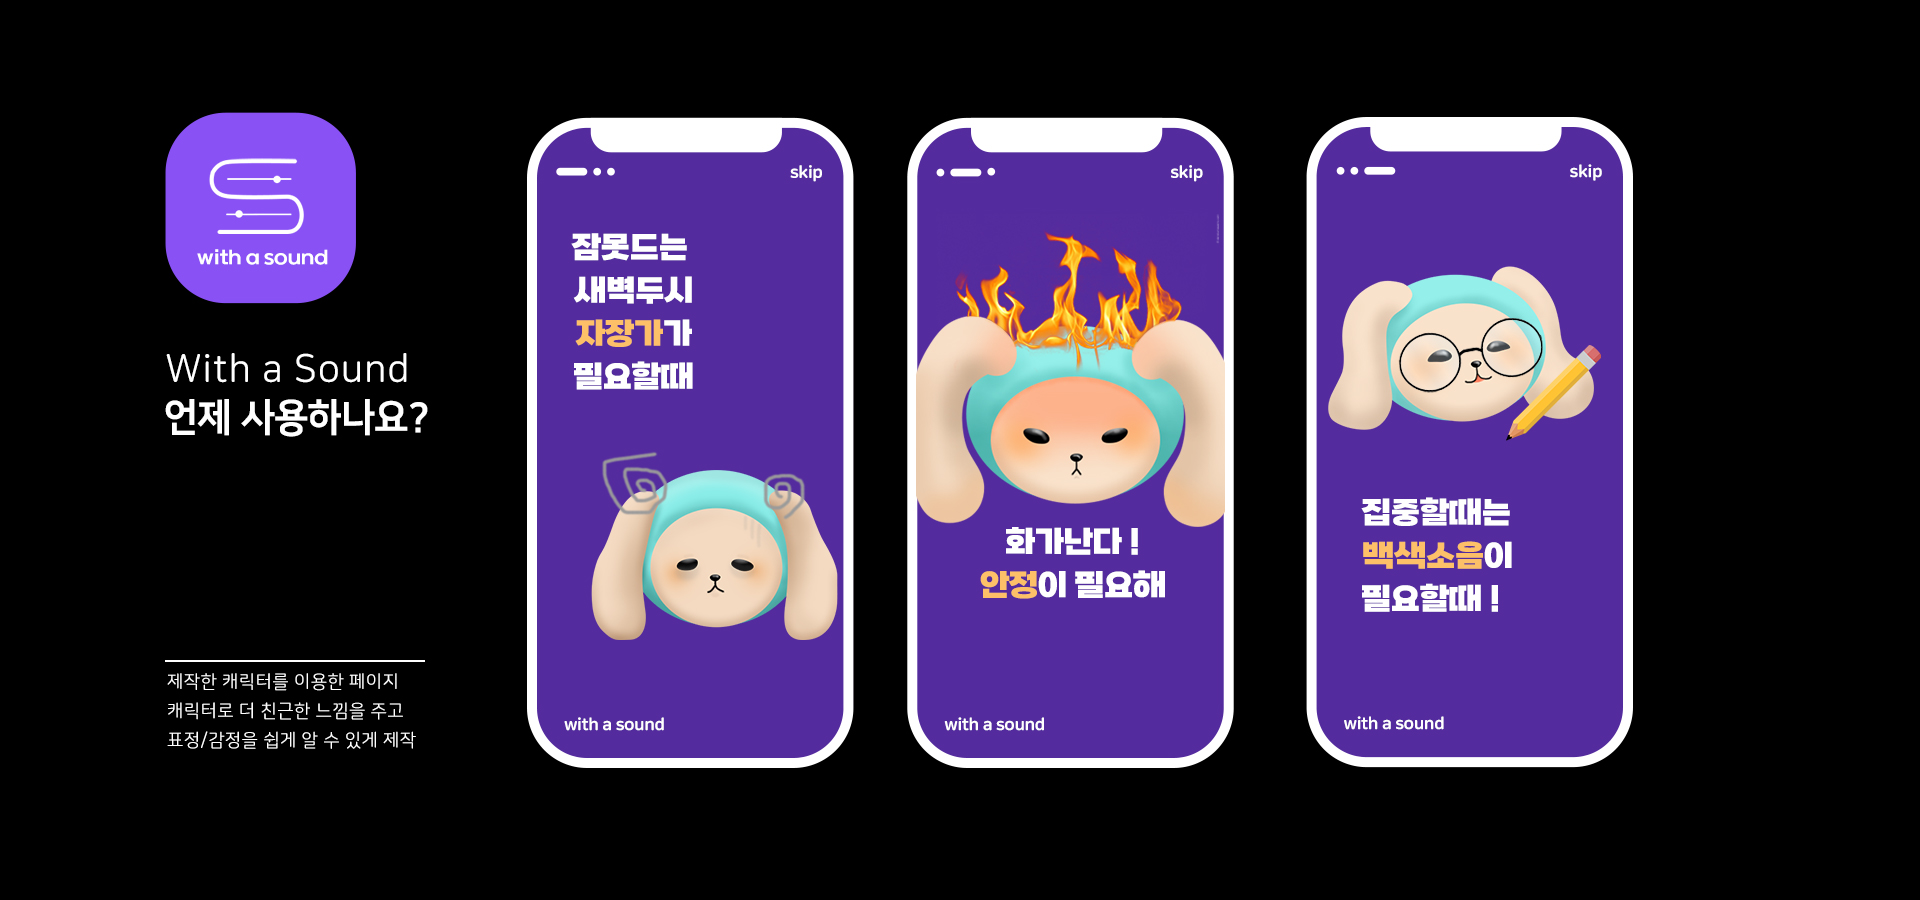 with a sound
With a Sound
언제 사용하나요?
제작한 캐릭터를 이용한 페이지
캐릭터로 더 친근한 느낌을 주고
표정/감정을 쉽게 알 수 있게 제작
skip
잠못드는
새벽두시
자장가가
필요할때
with a sound
skip
화가난다 !
안정이 필요해
with a sound
skip
집중할때는
백색소음이
필요할때 !
with a sound